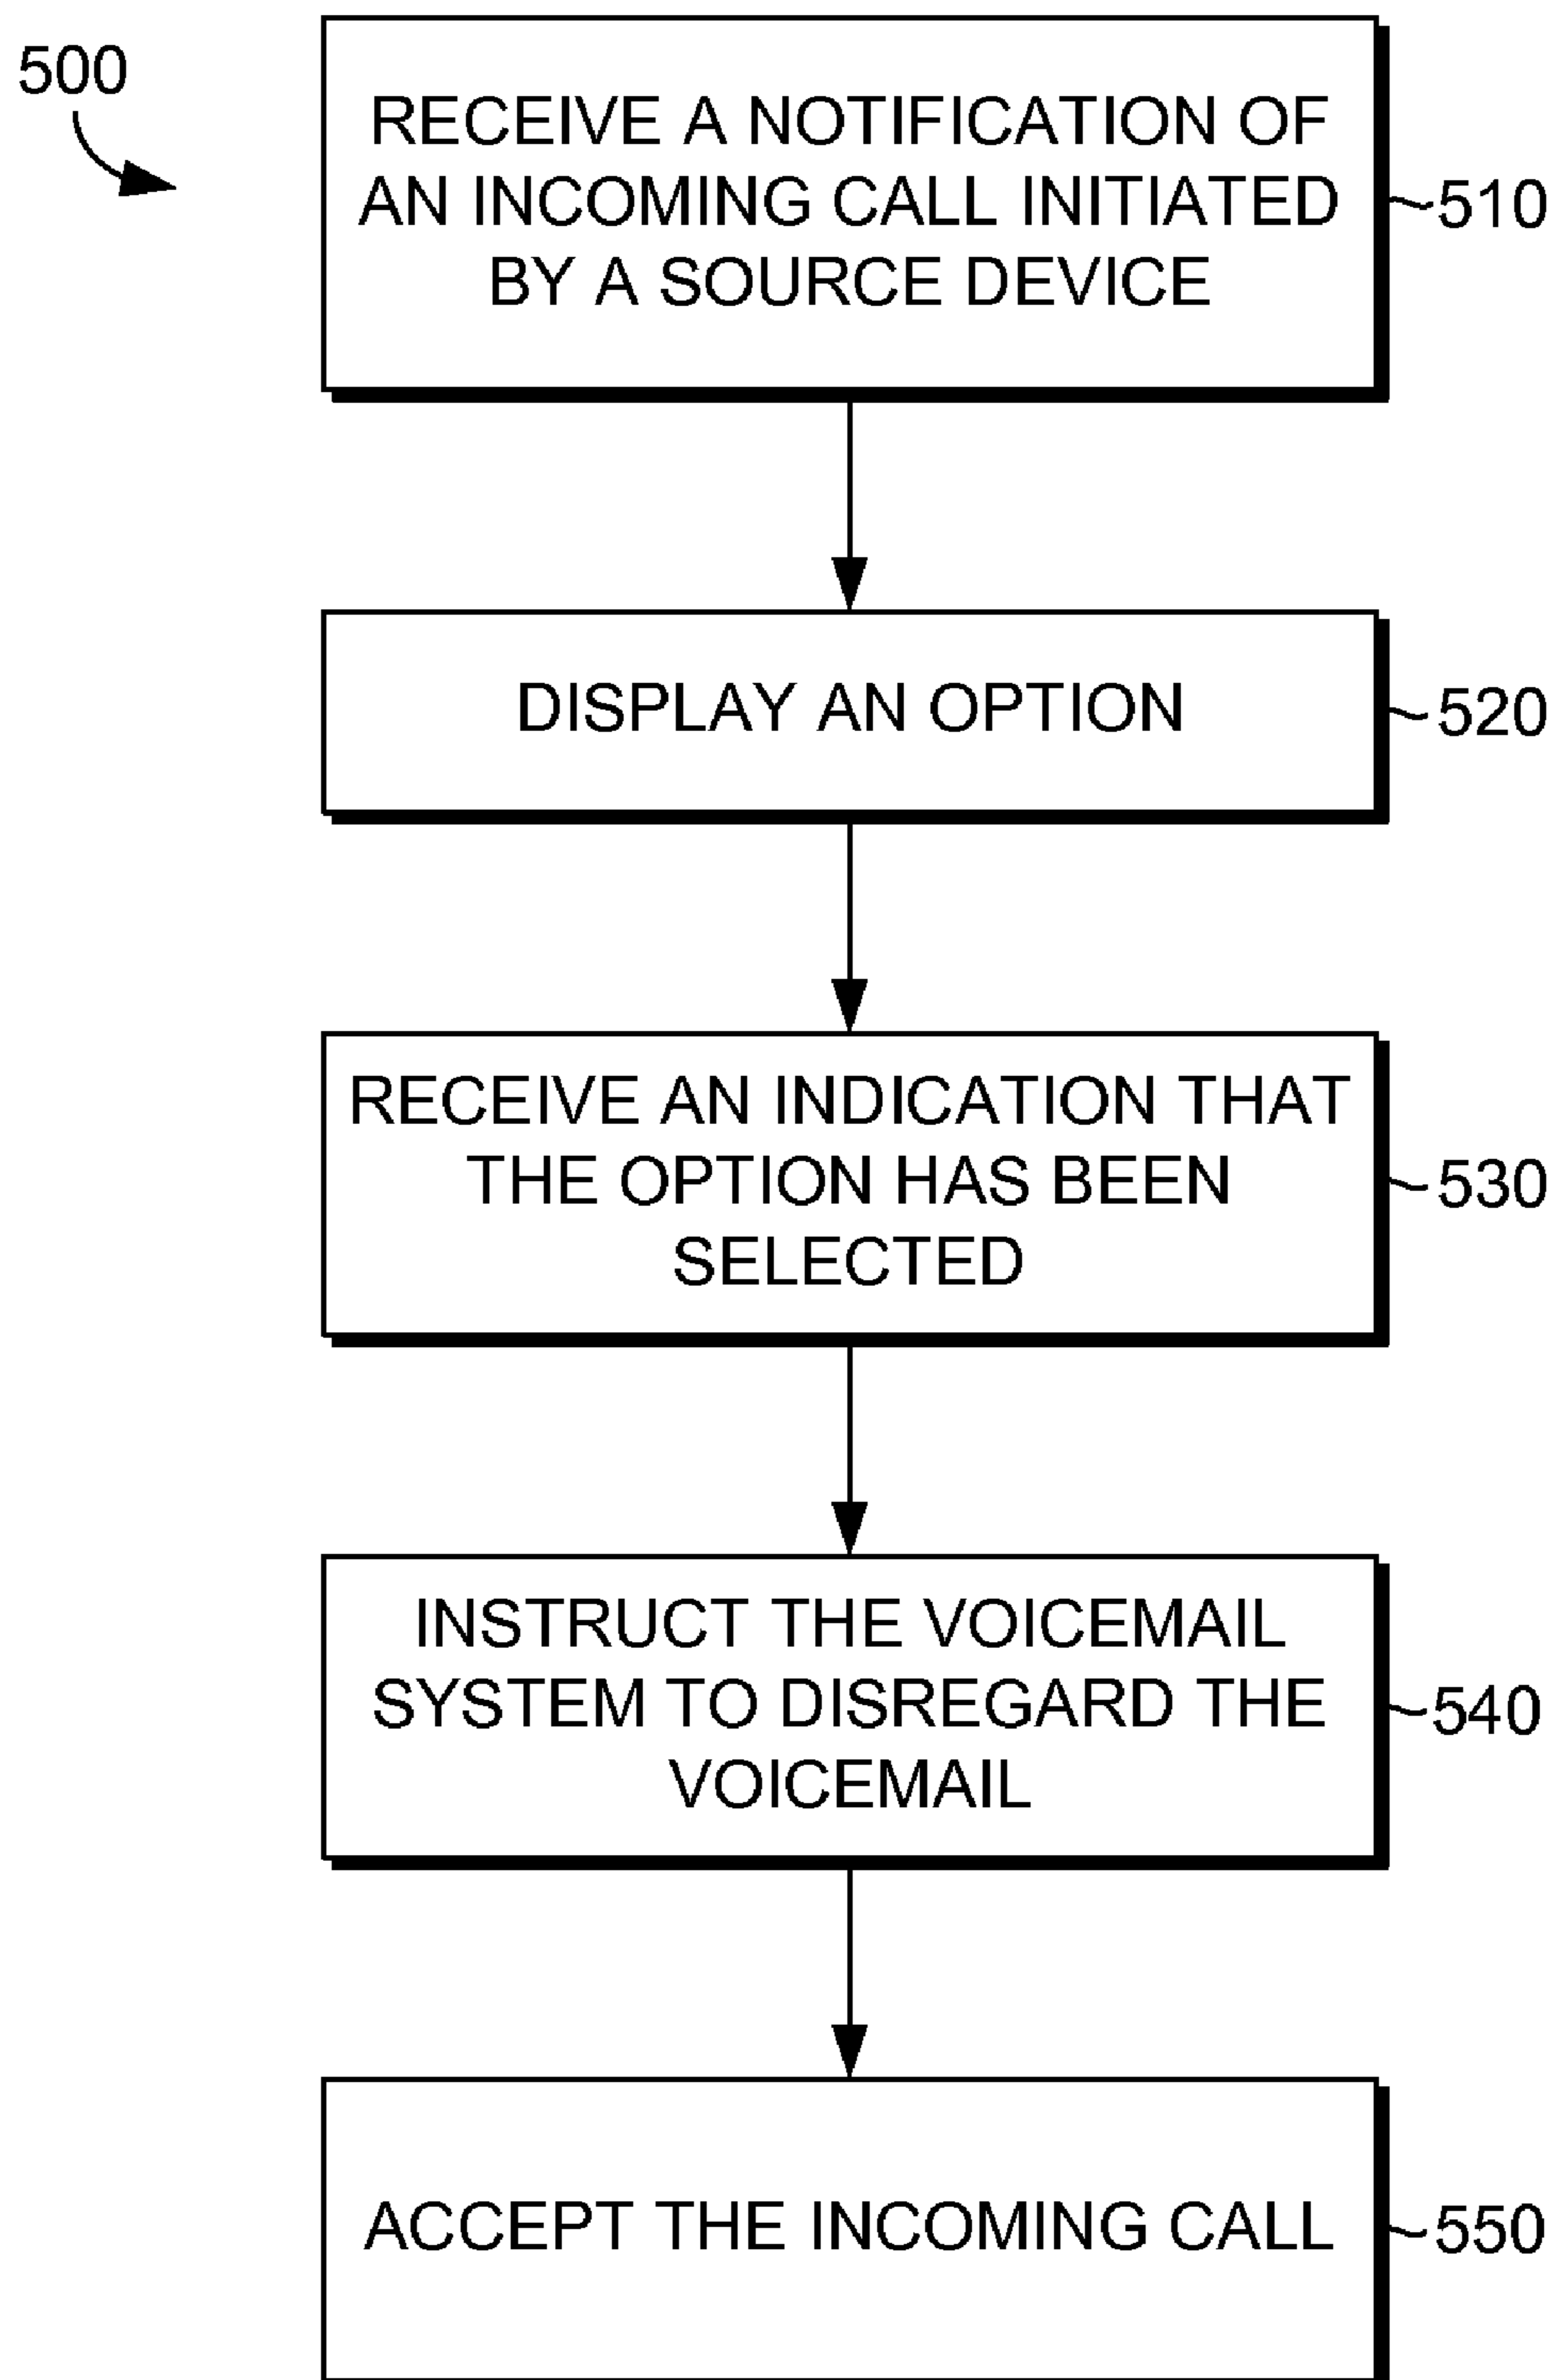 500
RECEIVE A NOTIFICATION OF
AN INCOMING CALL INITIATED
BY A SOURCE DEVICE
510
DISPLAY AN OPTION
520
RECEIVE AN INDICATION THAT
THE OPTION HAS BEEN
SELECTED
530
INSTRUCT THE VOICEMAIL
SYSTEM TO DISREGARD THE
VOICEMAIL
540
ACCEPT THE INCOMING CALL
550